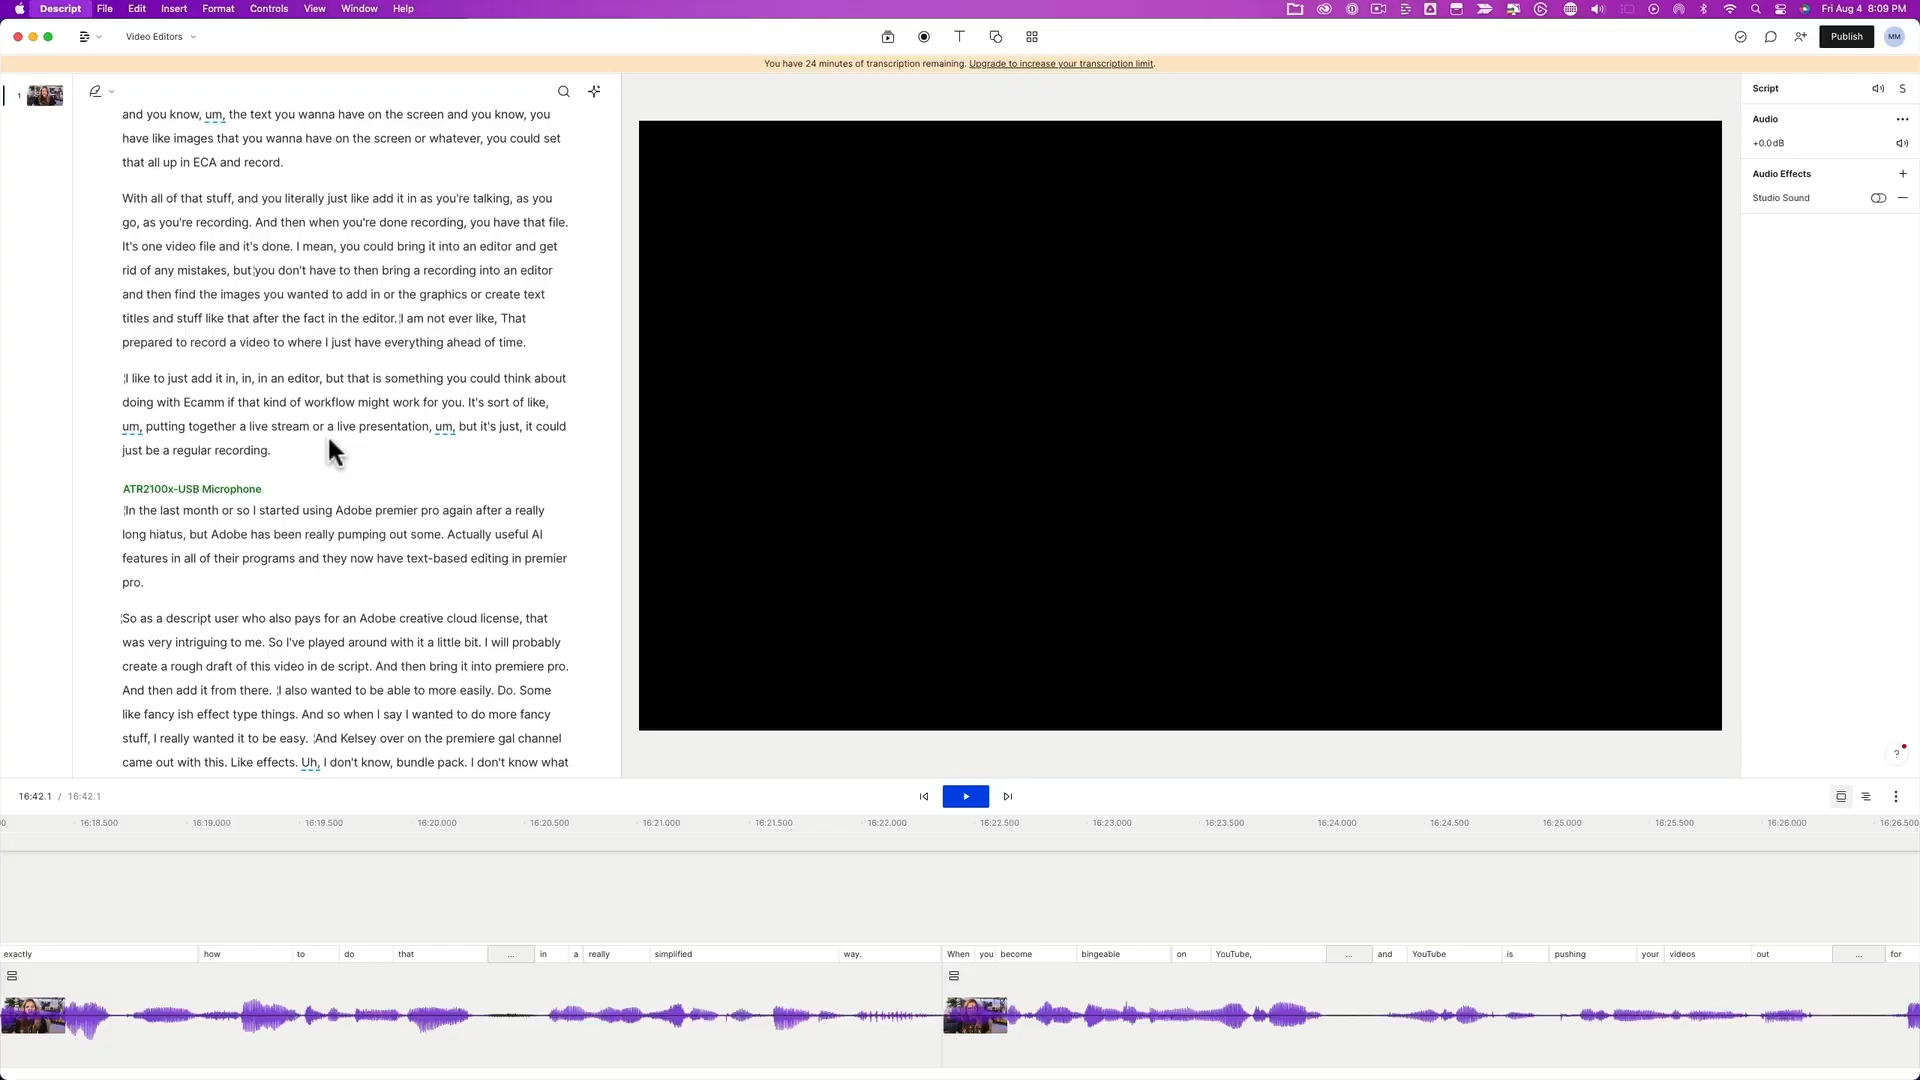 Descript File Edit Insert Format Controls View Window Help Fri Aug 4 8:09 PM
Video Editors Publish MM
You have 24 minutes of transcription remaining. Upgrade to increase your transcription limit.
1
and you know, um, the text you wanna have on the screen and you know, you
have like images that you wanna have on the screen or whatever, you could set
that all up in ECA and record.
With all of that stuff, and you literally just like add it in as you're talking, as you
go, as you're recording. And then when you're done recording, you have that file.
It's one video file and it's done. I mean, you could bring it into an editor and get
rid of any mistakes, but you don't have to then bring a recording into an editor
and then find the images you wanted to add in or the graphics or create text
titles and stuff like that after the fact in the editor. I am not ever like, That
prepared to record a video to where I just have everything ahead of time.
I like to just add it in, in, in an editor, but that is something you could think about
doing with Ecamm if that kind of workflow might work for you. It's sort of like,
um, putting together a live stream or a live presentation, um, but it's just, it could
just be a regular recording.
ATR2100x-USB Microphone
In the last month or so I started using Adobe premier pro again after a really
long hiatus, but Adobe has been really pumping out some. Actually useful AI
features in all of their programs and they now have text-based editing in premier
pro.
So as a descript user who also pays for an Adobe creative cloud license, that
was very intriguing to me. So I've played around with it a little bit. I will probably
create a rough draft of this video in de script. And then bring it into premiere pro.
And then add it from there. I also wanted to be able to more easily. Do. Some
like fancy ish effect type things. And so when I say I wanted to do more fancy
stuff, I really wanted it to be easy. And Kelsey over on the premiere gal channel
came out with this. Like effects. Uh, I don't know, bundle pack. I don't know what
Script S
Audio
+0.0dB
Audio Effects
Studio Sound
?
16:42.1 / 16:42.1
16:18.500 16:19.000 16:19.500 16:20.000 16:20.500 16:21.000 16:21.500 16:22.000 16:22.500 16:23.000 16:23.500 16:24.000 16:24.500 16:25.000 16:25.500 16:26.000 16:26.500
exactly how to do that ... in a really simplified way. When you become bingeable on YouTube, ... and YouTube is pushing your videos out ... for